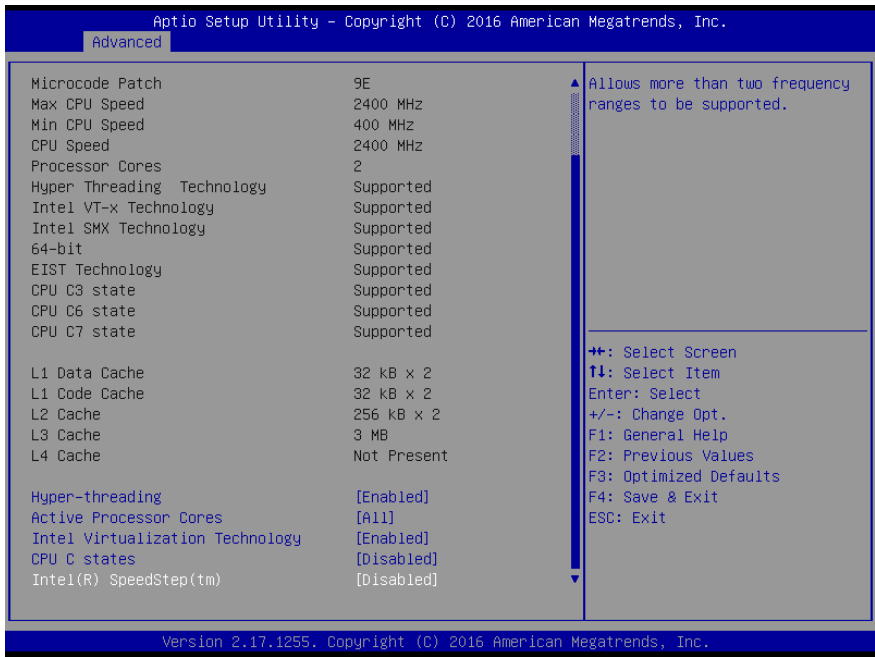 Aptio Setup Utility – Copyright (C) 2016 American Megatrends, Inc.
Advanced
Microcode Patch 9E
Max CPU Speed 2400 MHz
Min CPU Speed 400 MHz
CPU Speed 2400 MHz
Processor Cores 2
Hyper Threading Technology Supported
Intel VT-x Technology Supported
Intel SMX Technology Supported
64-bit Supported
EIST Technology Supported
CPU C3 state Supported
CPU C6 state Supported
CPU C7 state Supported
L1 Data Cache 32 kB x 2
L1 Code Cache 32 kB x 2
L2 Cache 256 kB x 2
L3 Cache 3 MB
L4 Cache Not Present
Hyper-threading [Enabled]
Active Processor Cores [All]
Intel Virtualization Technology [Enabled]
CPU C states [Disabled]
Intel(R) SpeedStep(tm) [Disabled]
Allows more than two frequency
ranges to be supported.
→←: Select Screen
↑↓: Select Item
Enter: Select
+/-: Change Opt.
F1: General Help
F2: Previous Values
F3: Optimized Defaults
F4: Save & Exit
ESC: Exit
Version 2.17.1255. Copyright (C) 2016 American Megatrends, Inc.